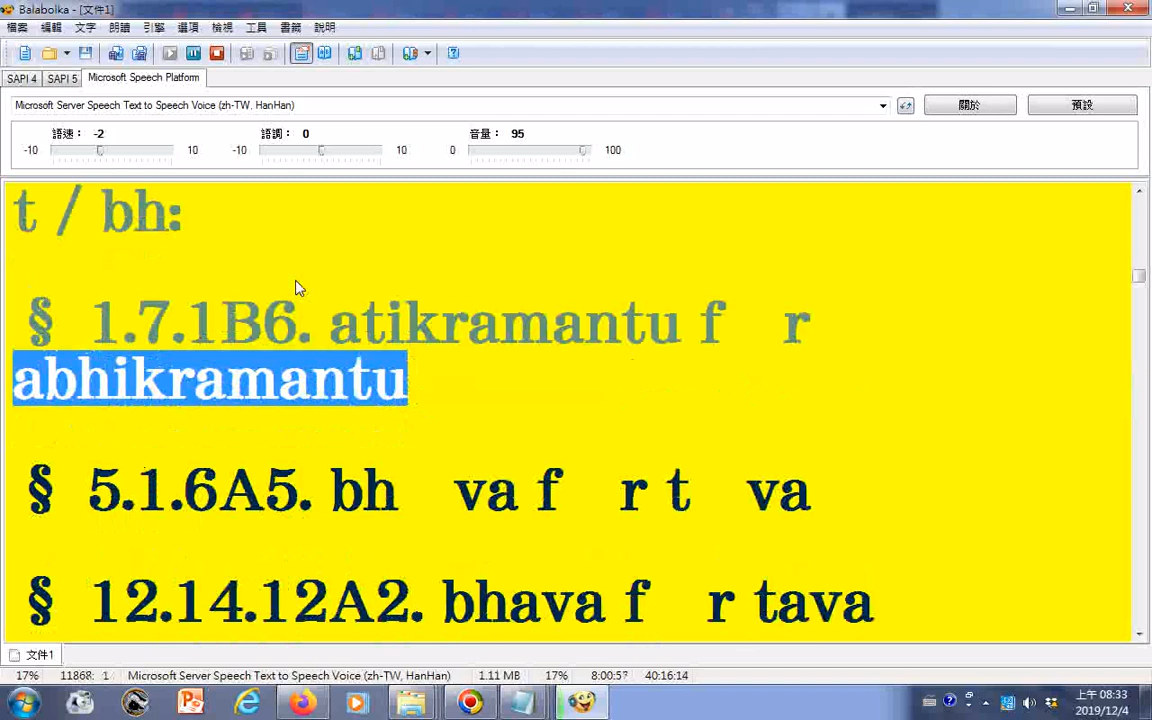 Balabolka - [文件1]
檔案 編輯 文字 朗讀 引擎 選項 檢視 工具 書籤 說明
SAPI 4 SAPI 5 Microsoft Speech Platform
Microsoft Server Speech Text to Speech Voice (zh-TW, HanHan) 關於 預設
語速： -2 語調： 0 音量： 95
-10 10 -10 10 0 100
t / bh:
§ 1.7.1B6. atikramantu f r
abhikramantu
§ 5.1.6A5. bh va f r t va
§ 12.14.12A2. bhava f r tava
文件1
17% 11868: 1 Microsoft Server Speech Text to Speech Voice (zh-TW, HanHan) 1.11 MB 17% 8:00:57 40:16:14
上午 08:33
2019/12/4